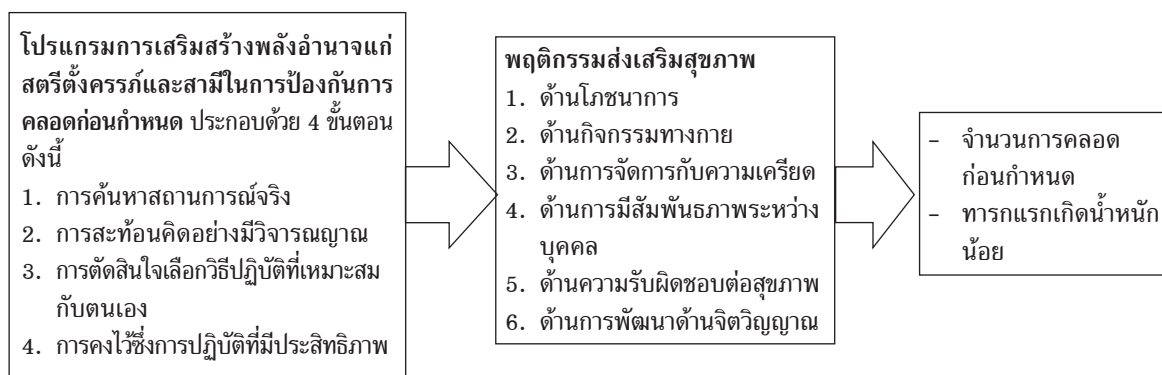 โปรแกรมการเสริมสร้างพลังอำนาจแก่
สตรีตั้งครรภ์และสามีในการป้องกันการ
คลอดก่อนกำหนด ประกอบด้วย 4 ขั้นตอน
ดังนี้
1. การค้นหาสถานการณ์จริง
2. การสะท้อนคิดอย่างมีวิจารณญาณ
3. การตัดสินใจเลือกวิธีปฏิบัติที่เหมาะสม
กับตนเอง
4. การคงไว้ซึ่งการปฏิบัติที่มีประสิทธิภาพ
พฤติกรรมส่งเสริมสุขภาพ
1. ด้านโภชนาการ
2. ด้านกิจกรรมทางกาย
3. ด้านการจัดการกับความเครียด
4. ด้านการมีสัมพันธภาพระหว่าง
บุคคล
5. ด้านความรับผิดชอบต่อสุขภาพ
6. ด้านการพัฒนาด้านจิตวิญญาณ
- จำนวนการคลอด
ก่อนกำหนด
- ทารกแรกเกิดน้ำหนัก
น้อย